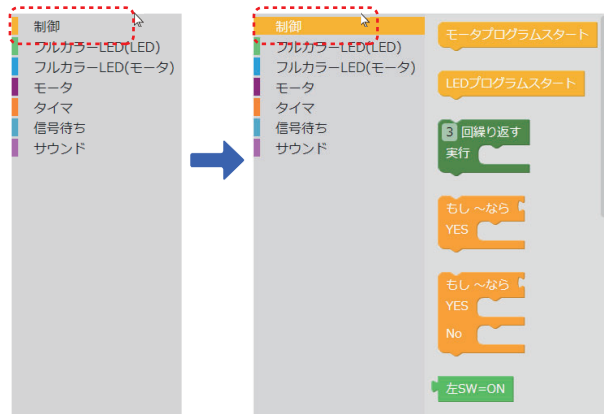 制御
フルカラーLED(LED)
フルカラーLED(モータ)
モータ
タイマ
信号待ち
サウンド
制御
フルカラーLED(LED)
フルカラーLED(モータ)
モータ
タイマ
信号待ち
サウンド
モータプログラムスタート
LEDプログラムスタート
3 回繰り返す
実行
もし ～なら
YES
もし ～なら
YES
No
左SW=ON